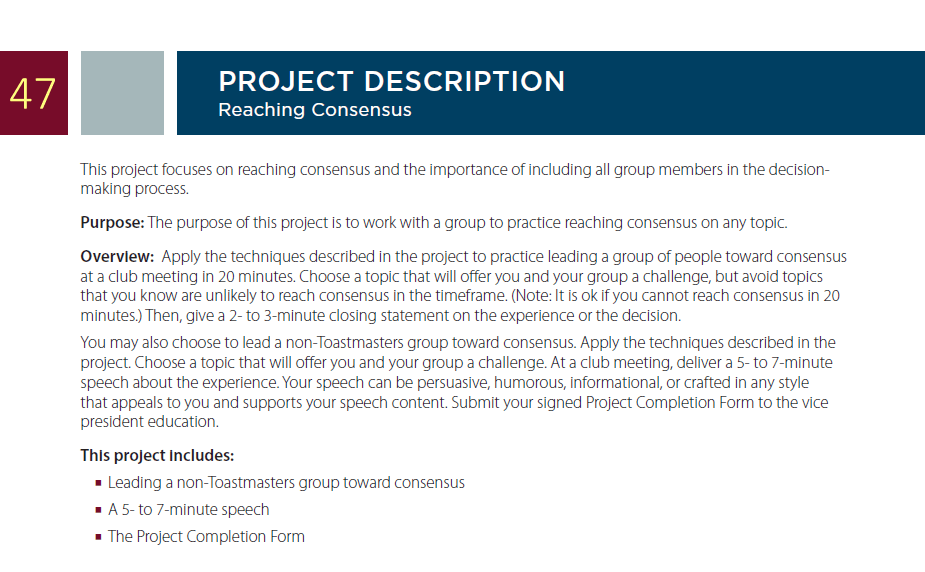 47
PROJECT DESCRIPTION
Reaching Consensus
This project focuses on reaching consensus and the importance of including all group members in the decision-
making process.
Purpose: The purpose of this project is to work with a group to practice reaching consensus on any topic.
Overview: Apply the techniques described in the project to practice leading a group of people toward consensus
at a club meeting in 20 minutes. Choose a topic that will offer you and your group a challenge, but avoid topics
that you know are unlikely to reach consensus in the timeframe. (Note: It is ok if you cannot reach consensus in 20
minutes.) Then, give a 2- to 3-minute closing statement on the experience or the decision.
You may also choose to lead a non-Toastmasters group toward consensus. Apply the techniques described in the
project. Choose a topic that will offer you and your group a challenge. At a club meeting, deliver a 5- to 7-minute
speech about the experience. Your speech can be persuasive, humorous, informational, or crafted in any style
that appeals to you and supports your speech content. Submit your signed Project Completion Form to the vice
president education.
This project includes:
▪ Leading a non-Toastmasters group toward consensus
▪ A 5- to 7-minute speech
▪ The Project Completion Form